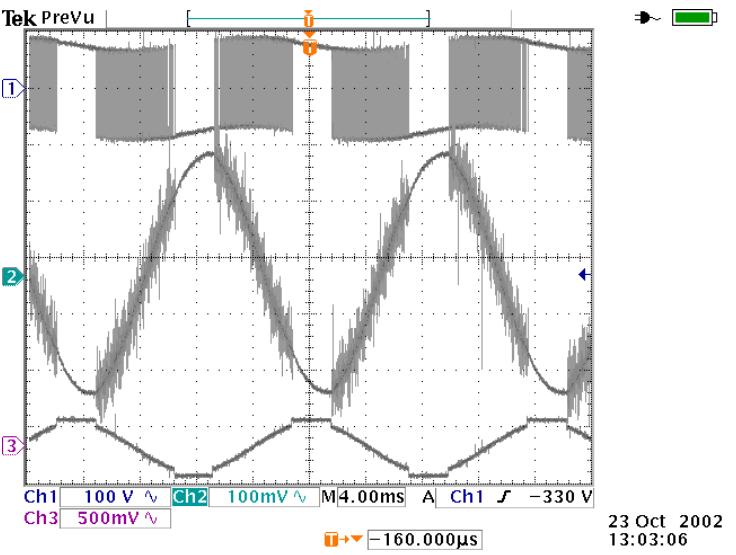 Tek PreVu
T
T
1
2
3
Ch1 100 V Ch2 100mV M 4.00ms A Ch1 -330 V
Ch3 500mV
23 Oct 2002
T -160.000µs
13:03:06